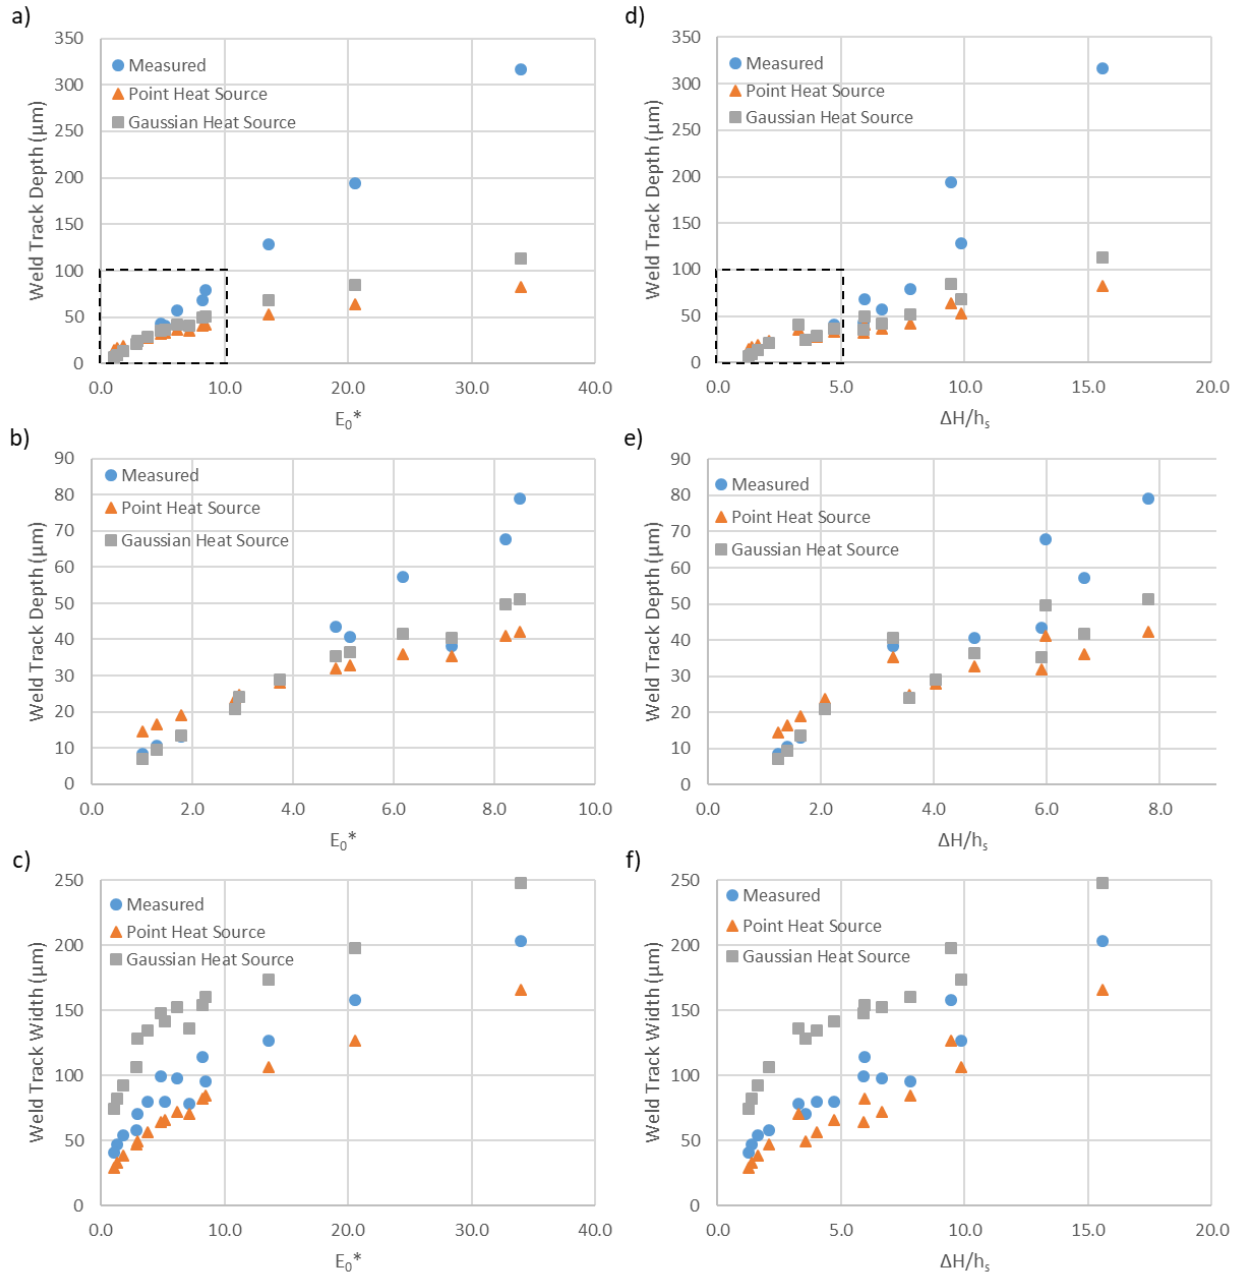 a)
350
300
250
200
150
100
50
0
Weld Track Depth (µm)
Measured
Point Heat Source
Gaussian Heat Source
0.0 10.0 20.0 30.0 40.0
E₀*
d)
350
300
250
200
150
100
50
0
Weld Track Depth (µm)
Measured
Point Heat Source
Gaussian Heat Source
0.0 5.0 10.0 15.0 20.0
ΔH/hₛ
b)
90
80
70
60
50
40
30
20
10
0
Weld Track Depth (µm)
Measured
Point Heat Source
Gaussian Heat Source
0.0 2.0 4.0 6.0 8.0 10.0
E₀*
e)
90
80
70
60
50
40
30
20
10
0
Weld Track Depth (µm)
Measured
Point Heat Source
Gaussian Heat Source
0.0 2.0 4.0 6.0 8.0
ΔH/hₛ
c)
250
200
150
100
50
0
Weld Track Width (µm)
Measured
Point Heat Source
Gaussian Heat Source
0.0 10.0 20.0 30.0 40.0
E₀*
f)
250
200
150
100
50
0
Weld Track Width (µm)
Measured
Point Heat Source
Gaussian Heat Source
0.0 5.0 10.0 15.0 20.0
ΔH/hₛ